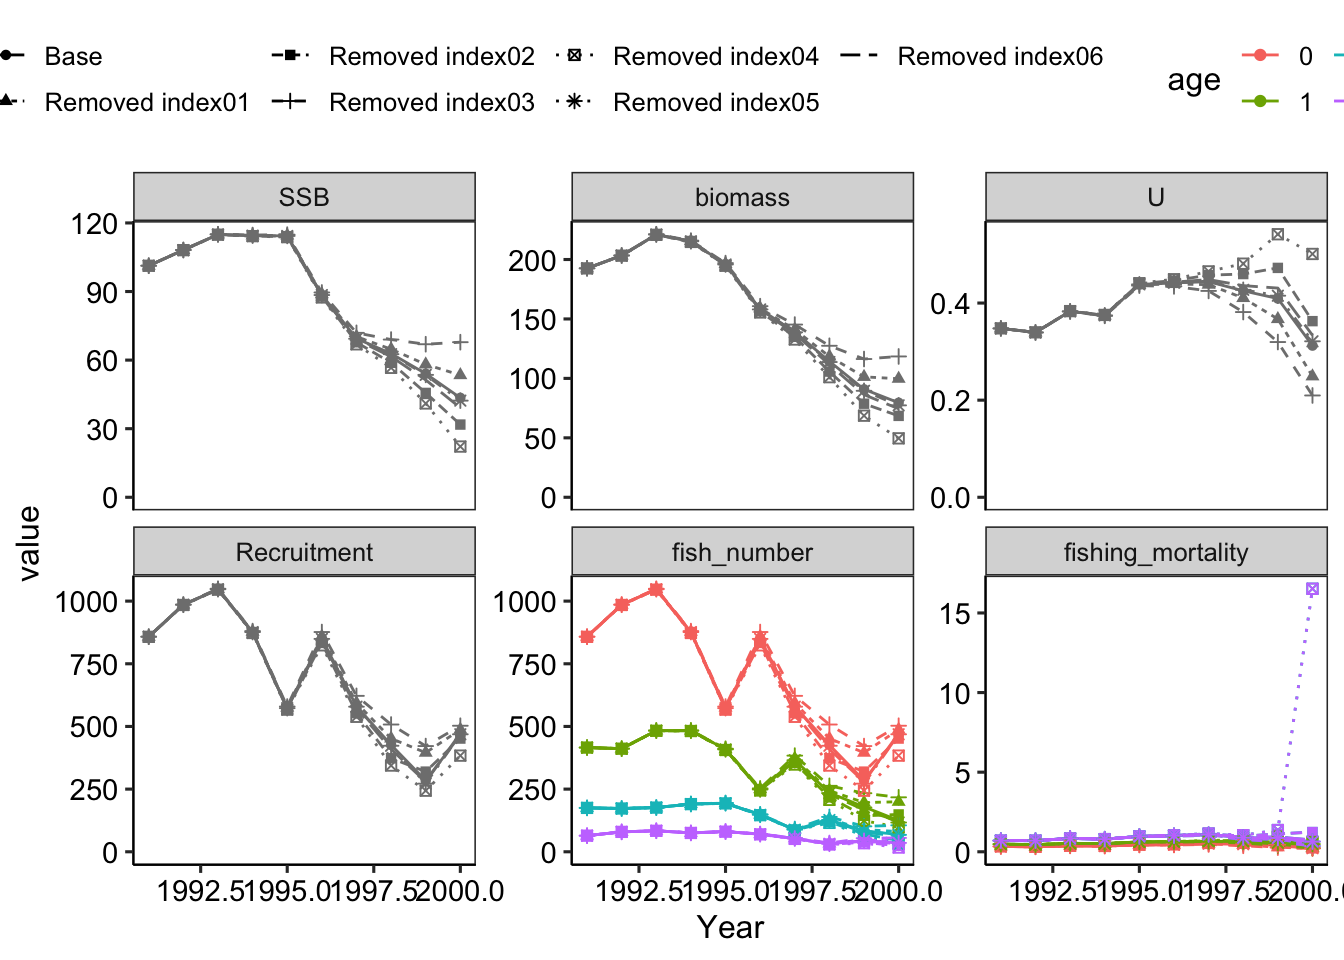 Base
Removed index02
Removed index04
Removed index06
Removed index01
Removed index03
Removed index05
age
0
1
SSB
biomass
U
120
90
60
30
0
200
150
100
50
0
0.4
0.2
0.0
value
Recruitment
fish_number
fishing_mortality
1000
750
500
250
0
1000
750
500
250
0
15
10
5
0
1992.5 1995.0 1997.5 2000.0
1992.5 1995.0 1997.5 2000.0
1992.5 1995.0 1997.5 2000.0
Year